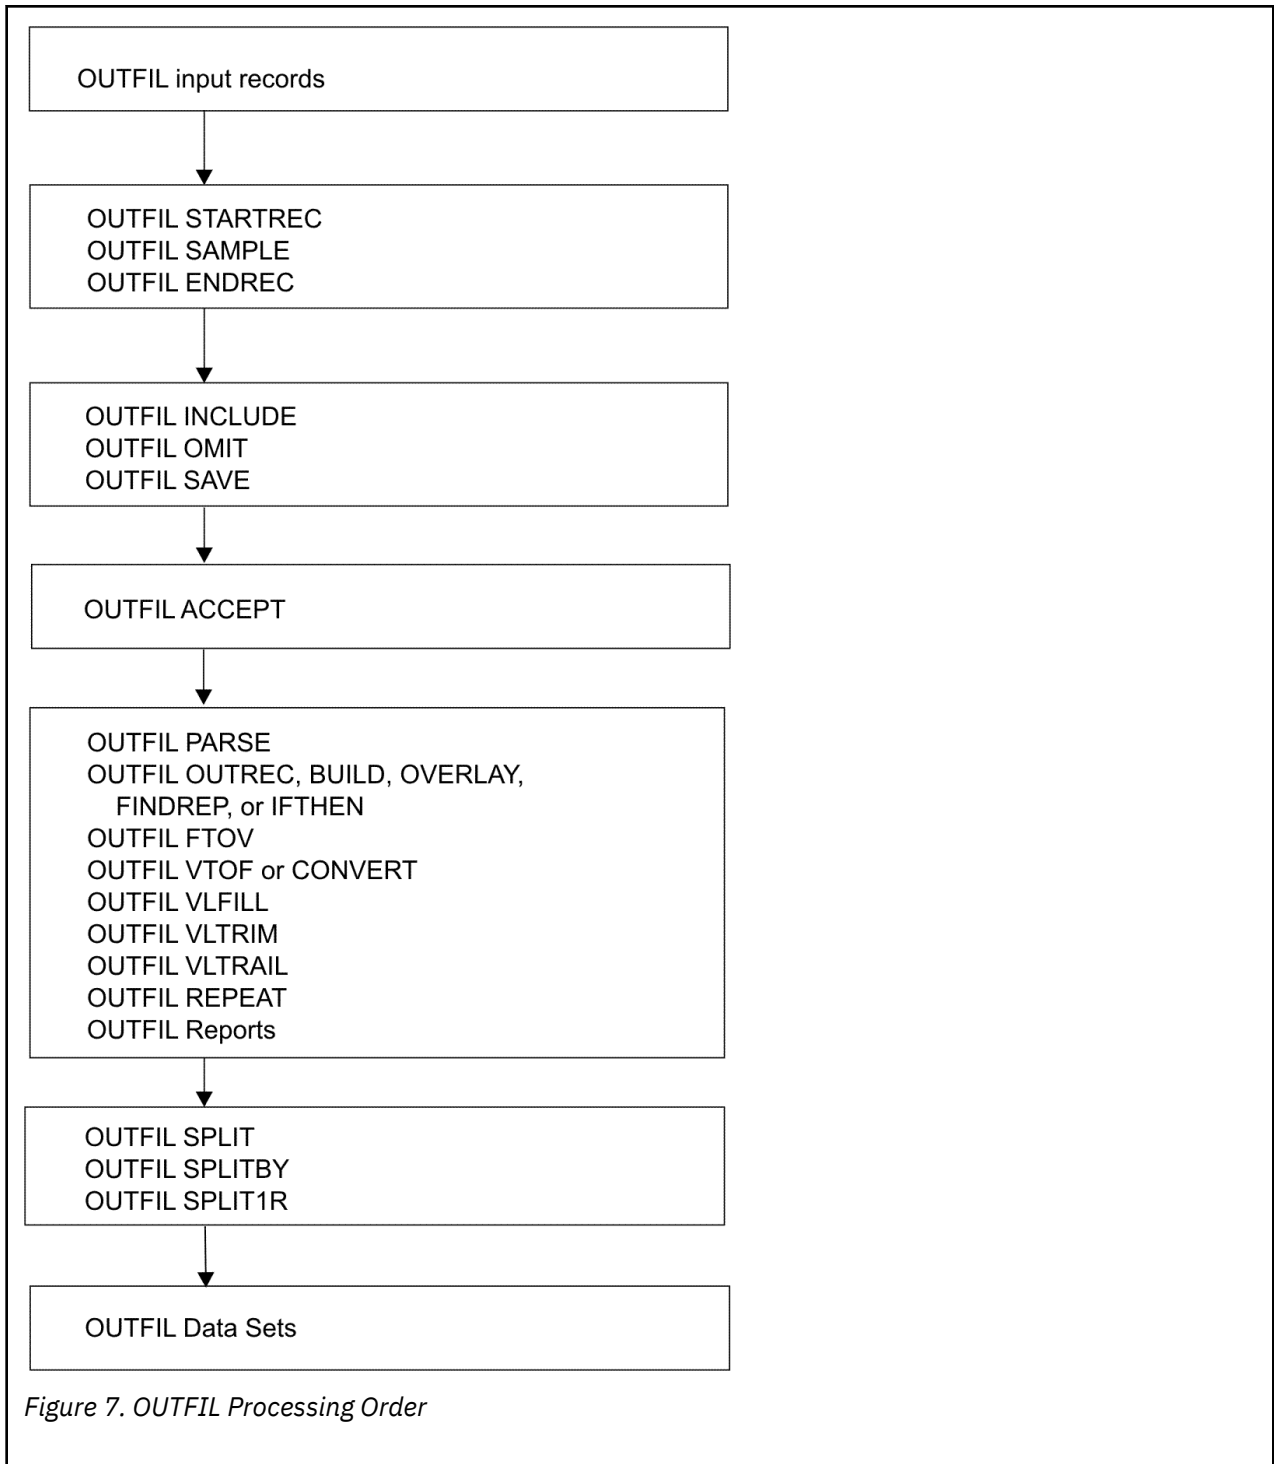 OUTFIL input records
OUTFIL STARTREC
OUTFIL SAMPLE
OUTFIL ENDREC
OUTFIL INCLUDE
OUTFIL OMIT
OUTFIL SAVE
OUTFIL ACCEPT
OUTFIL PARSE
OUTFIL OUTREC, BUILD, OVERLAY,
FINDREP, or IFTHEN
OUTFIL FTOV
OUTFIL VTOF or CONVERT
OUTFIL VLFILL
OUTFIL VLTRIM
OUTFIL VLTRAIL
OUTFIL REPEAT
OUTFIL Reports
OUTFIL SPLIT
OUTFIL SPLITBY
OUTFIL SPLIT1R
OUTFIL Data Sets
Figure 7. OUTFIL Processing Order